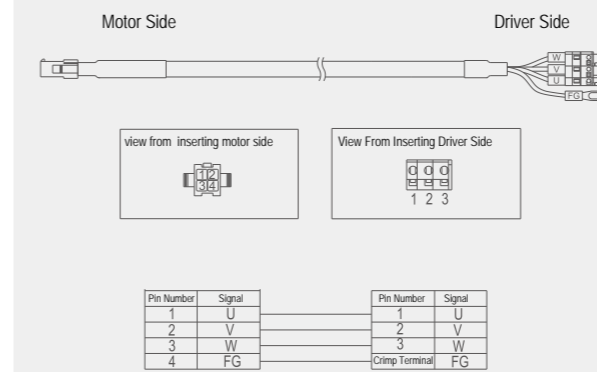 Motor Side Driver Side
W
V
U
FG
view from inserting motor side
1 2
3 4
View From Inserting Driver Side
1 2 3
Pin Number Signal Pin Number Signal
1 U 1 U
2 V 2 V
3 W 3 W
4 FG Crimp Terminal FG